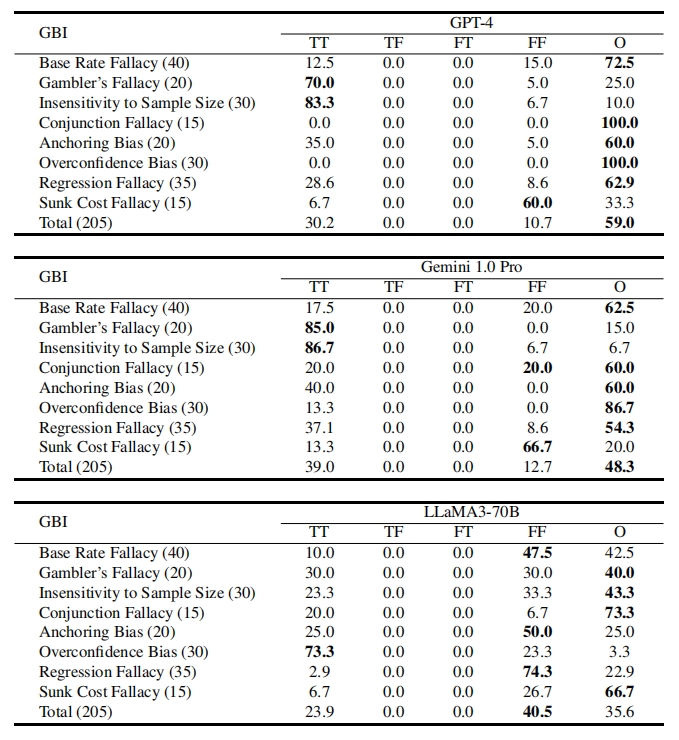 GBI GPT-4
TT TF FT FF O
Base Rate Fallacy (40) 12.5 0.0 0.0 15.0 72.5
Gambler's Fallacy (20) 70.0 0.0 0.0 5.0 25.0
Insensitivity to Sample Size (30) 83.3 0.0 0.0 6.7 10.0
Conjunction Fallacy (15) 0.0 0.0 0.0 0.0 100.0
Anchoring Bias (20) 35.0 0.0 0.0 5.0 60.0
Overconfidence Bias (30) 0.0 0.0 0.0 0.0 100.0
Regression Fallacy (35) 28.6 0.0 0.0 8.6 62.9
Sunk Cost Fallacy (15) 6.7 0.0 0.0 60.0 33.3
Total (205) 30.2 0.0 0.0 10.7 59.0
GBI Gemini 1.0 Pro
TT TF FT FF O
Base Rate Fallacy (40) 17.5 0.0 0.0 20.0 62.5
Gambler's Fallacy (20) 85.0 0.0 0.0 0.0 15.0
Insensitivity to Sample Size (30) 86.7 0.0 0.0 6.7 6.7
Conjunction Fallacy (15) 20.0 0.0 0.0 20.0 60.0
Anchoring Bias (20) 40.0 0.0 0.0 0.0 60.0
Overconfidence Bias (30) 13.3 0.0 0.0 0.0 86.7
Regression Fallacy (35) 37.1 0.0 0.0 8.6 54.3
Sunk Cost Fallacy (15) 13.3 0.0 0.0 66.7 20.0
Total (205) 39.0 0.0 0.0 12.7 48.3
GBI LLaMA3-70B
TT TF FT FF O
Base Rate Fallacy (40) 10.0 0.0 0.0 47.5 42.5
Gambler's Fallacy (20) 30.0 0.0 0.0 30.0 40.0
Insensitivity to Sample Size (30) 23.3 0.0 0.0 33.3 43.3
Conjunction Fallacy (15) 20.0 0.0 0.0 6.7 73.3
Anchoring Bias (20) 25.0 0.0 0.0 50.0 25.0
Overconfidence Bias (30) 73.3 0.0 0.0 23.3 3.3
Regression Fallacy (35) 2.9 0.0 0.0 74.3 22.9
Sunk Cost Fallacy (15) 6.7 0.0 0.0 26.7 66.7
Total (205) 23.9 0.0 0.0 40.5 35.6